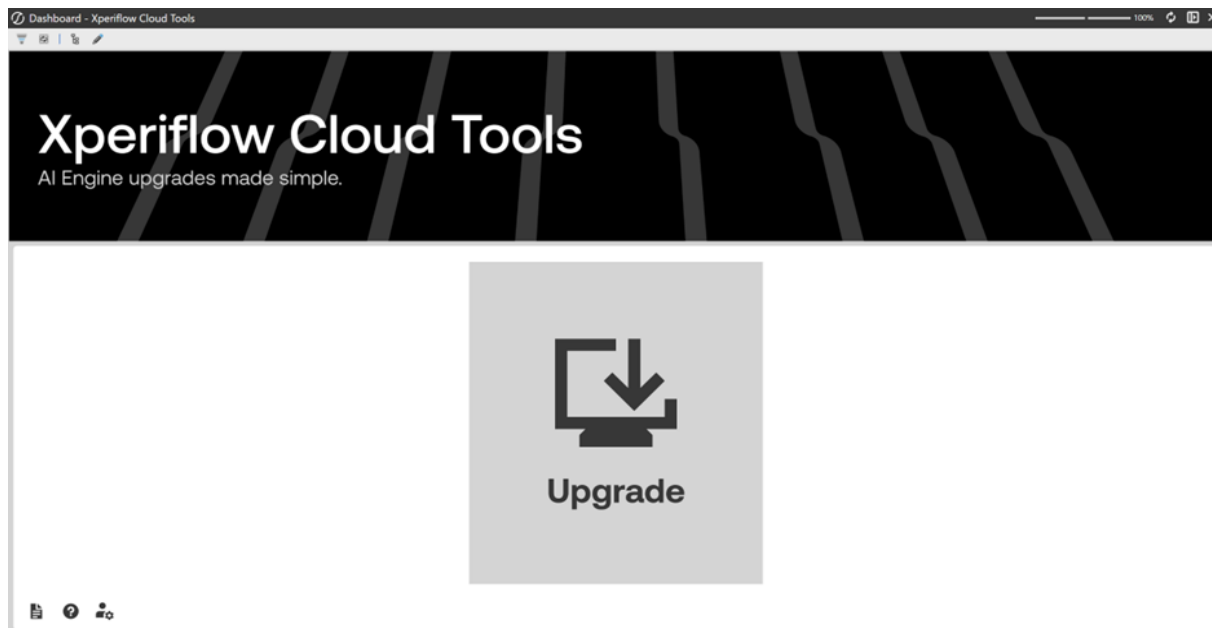 Dashboard - Xperiflow Cloud Tools
100%
Xperiflow Cloud Tools
AI Engine upgrades made simple.
Upgrade